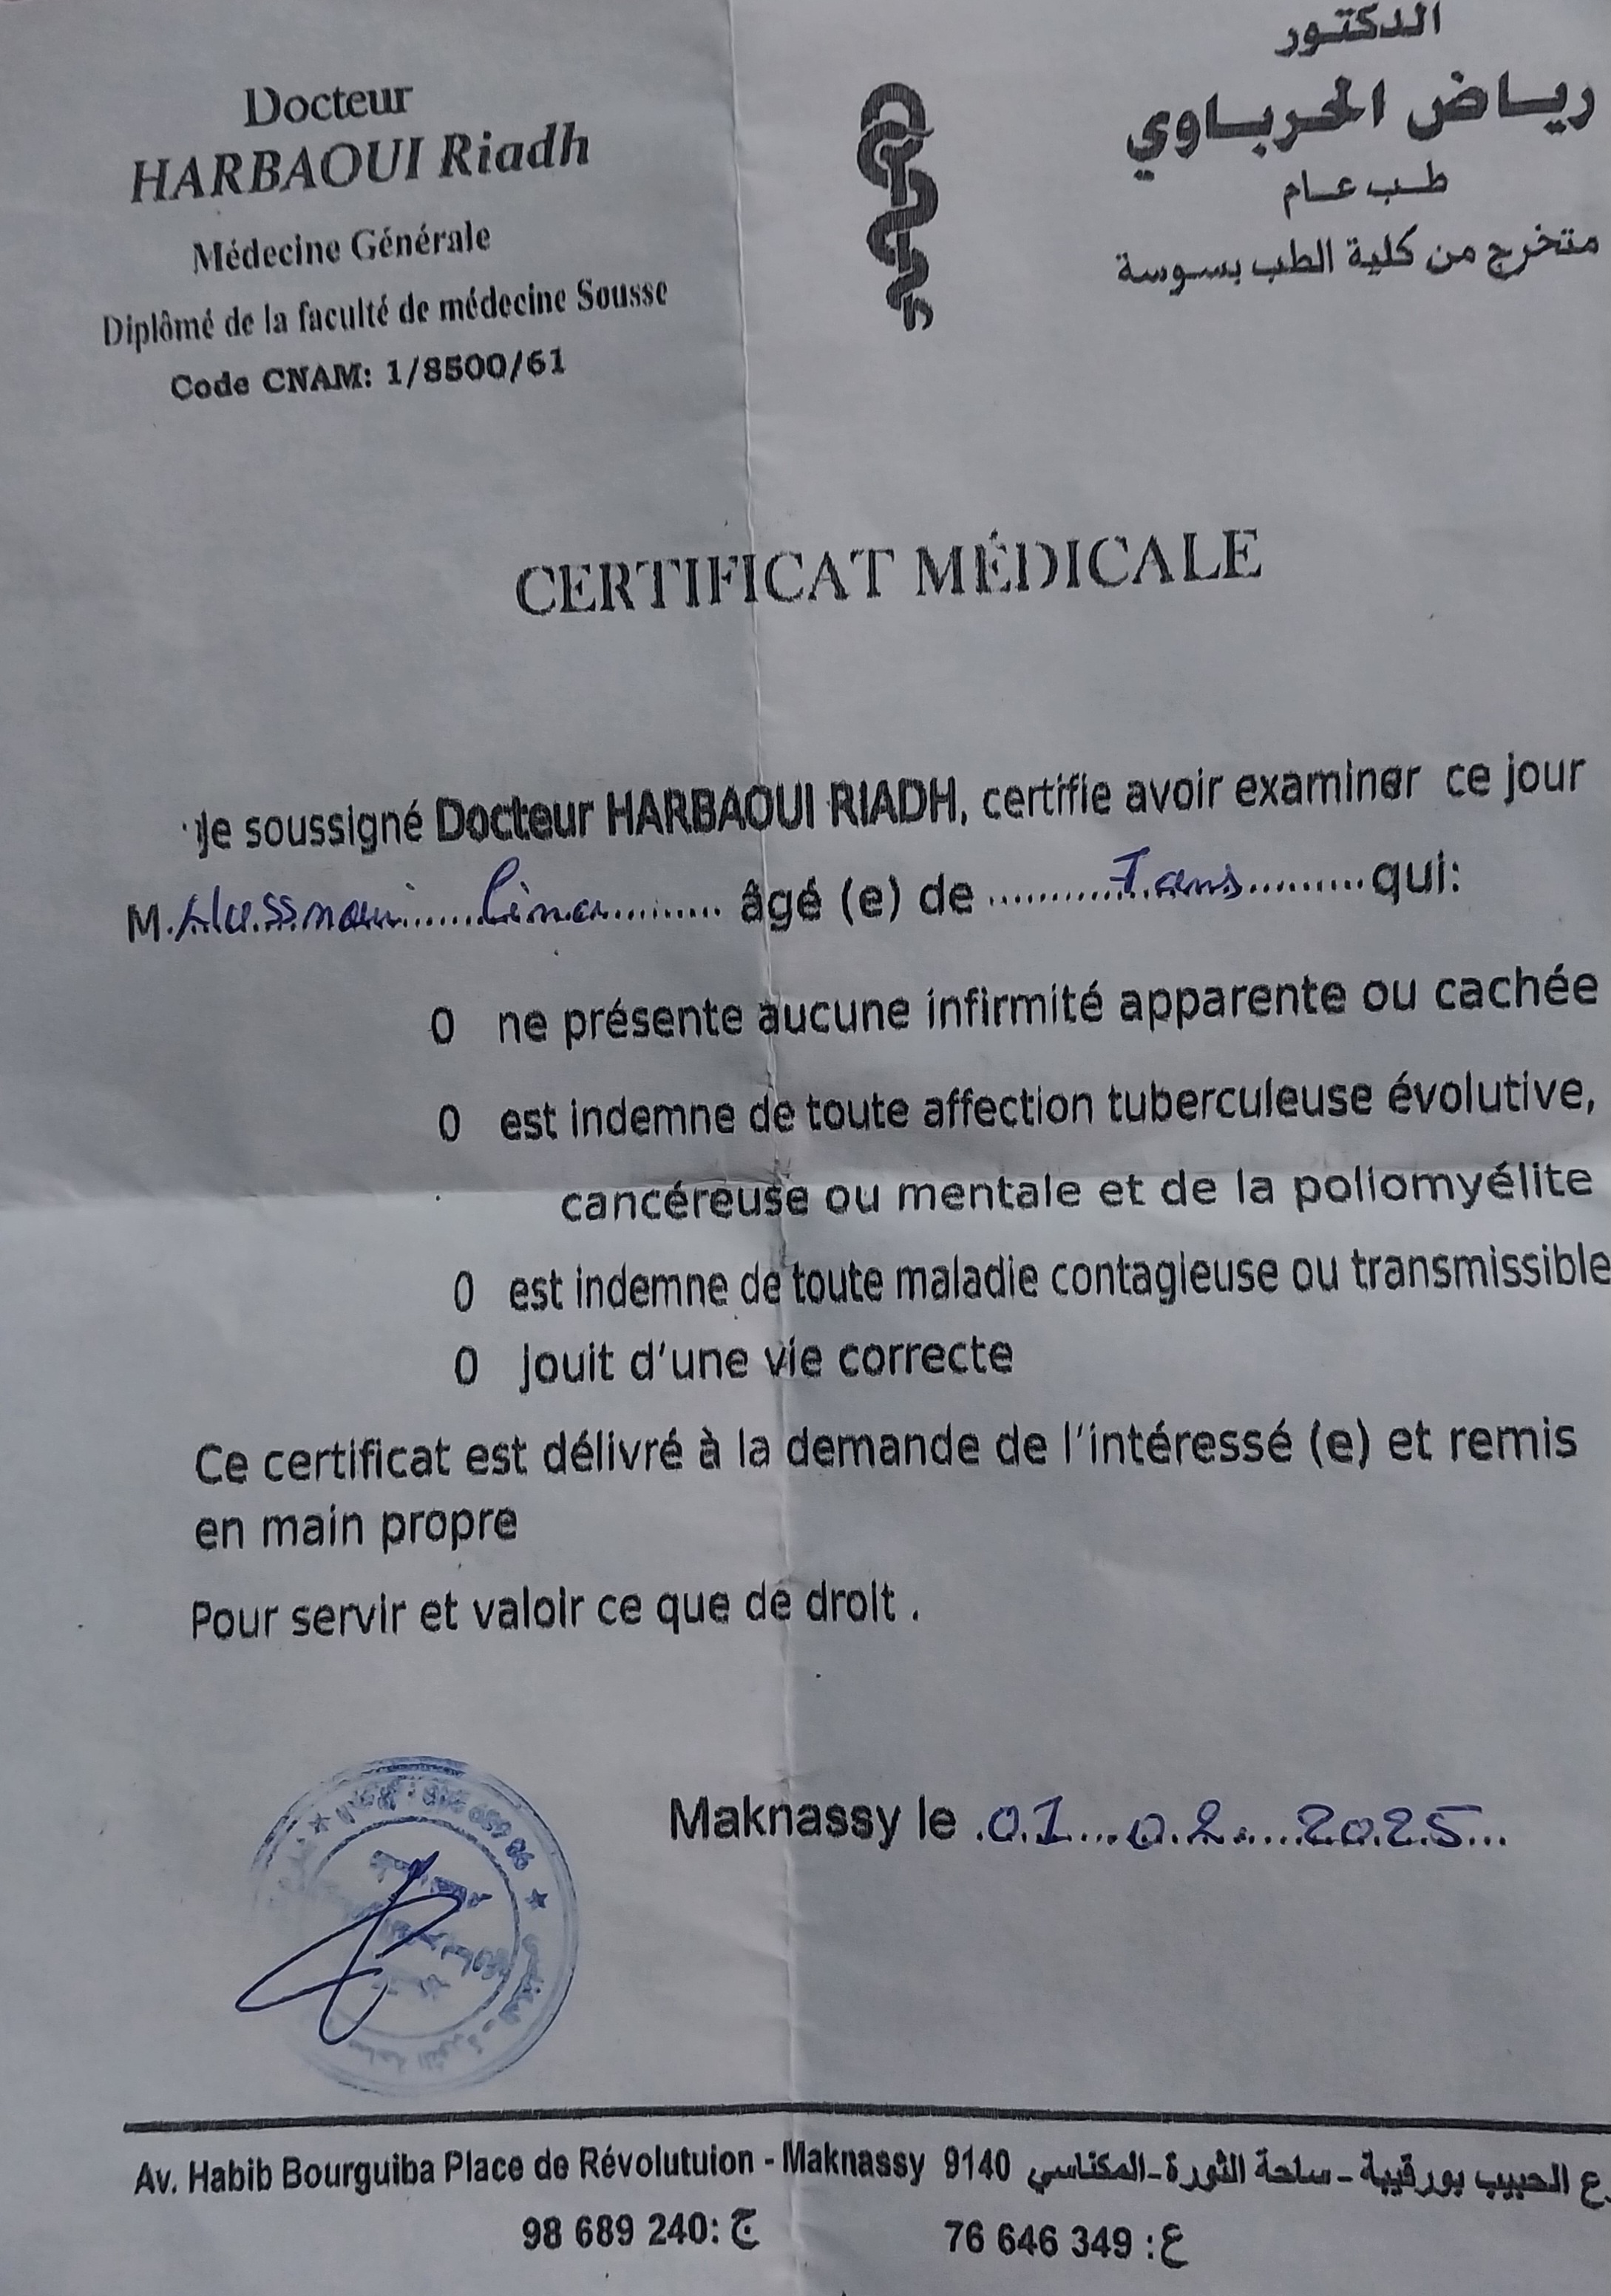 Docteur
HARBAOUI Riadh
Médecine Générale
Diplômé de la faculté de médecine Sousse
Code CNAM: 1/8500/61
الدكتور
رياض الحرباوي
طب عام
متخرج من كلية الطب بسوسة
CERTIFICAT MÉDICALE
Je soussigné Docteur HARBAOUI RIADH, certifie avoir examiner ce jour
M. ............ Lina ............ âgé (e) de ............ 7 ans ............ qui:
0 ne présente aucune infirmité apparente ou cachée
0 est indemne de toute affection tuberculeuse évolutive,
cancéreuse ou mentale et de la poliomyélite
0 est indemne de toute maladie contagieuse ou transmissible
0 Jouit d'une vie correcte
Ce certificat est délivré à la demande de l'intéressé (e) et remis
en main propre
Pour servir et valoir ce que de droit .
Maknassy le .01....02....2025...
Av. Habib Bourguiba Place de Révolutuion - Maknassy 9140 ع الحبيب بورقيبة - ساحة الثورة - المكناسي
98 689 240: ج 76 646 349 : ع